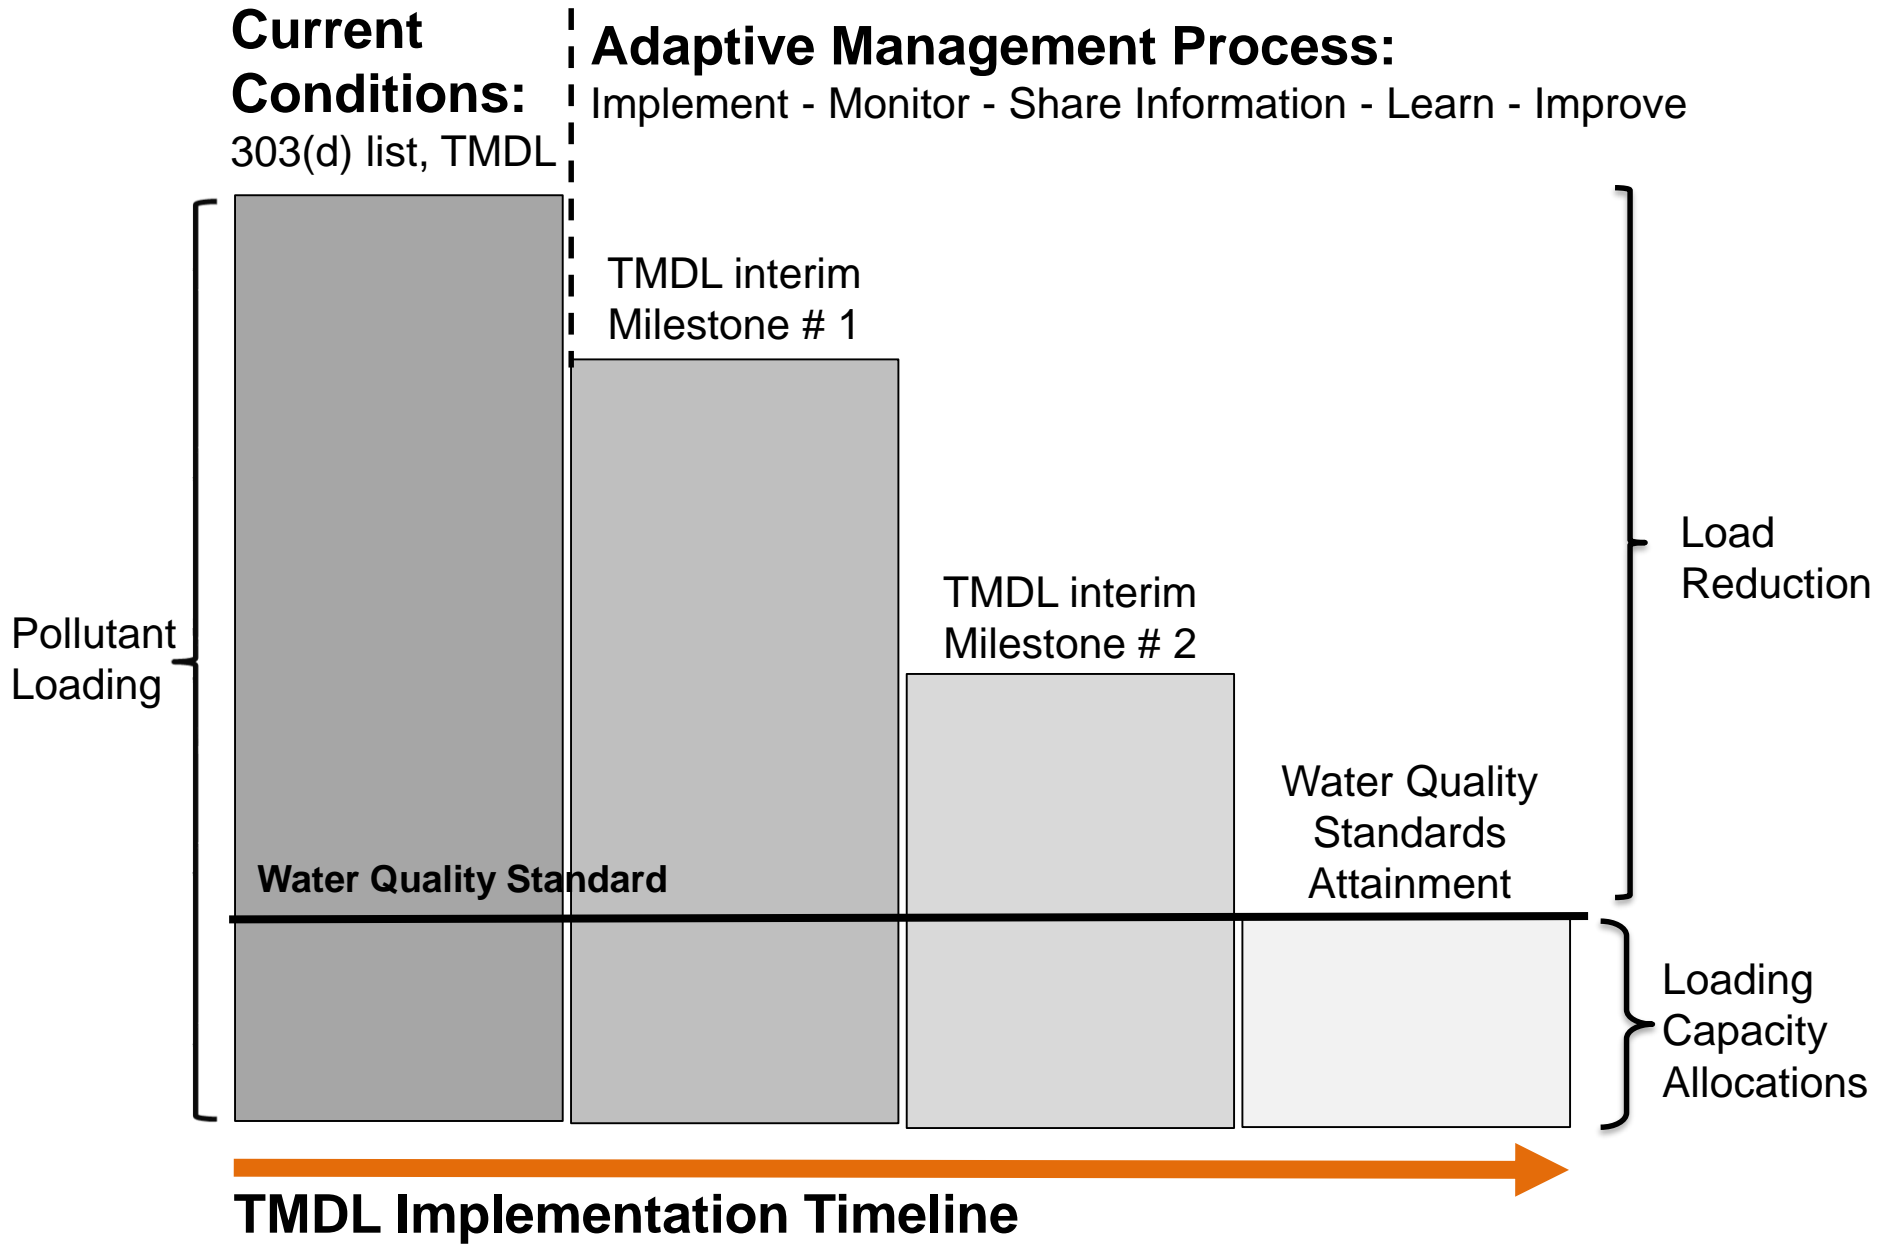 Current
Conditions:
303(d) list, TMDL
Adaptive Management Process:
Implement - Monitor - Share Information - Learn - Improve
TMDL interim
Milestone # 1
TMDL interim
Milestone # 2
Water Quality
Standards
Attainment
Water Quality Standard
Pollutant
Loading
Load
Reduction
Loading
Capacity
Allocations
TMDL Implementation Timeline